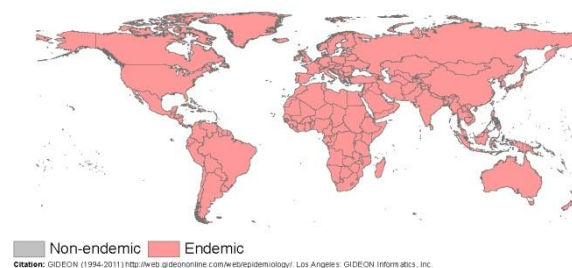 Non-endemic Endemic
Citation: GIDEON (1994-2011) http://web.gideononline.com/web/epidemiology/. Los Angeles: GIDEON Informatics, Inc.